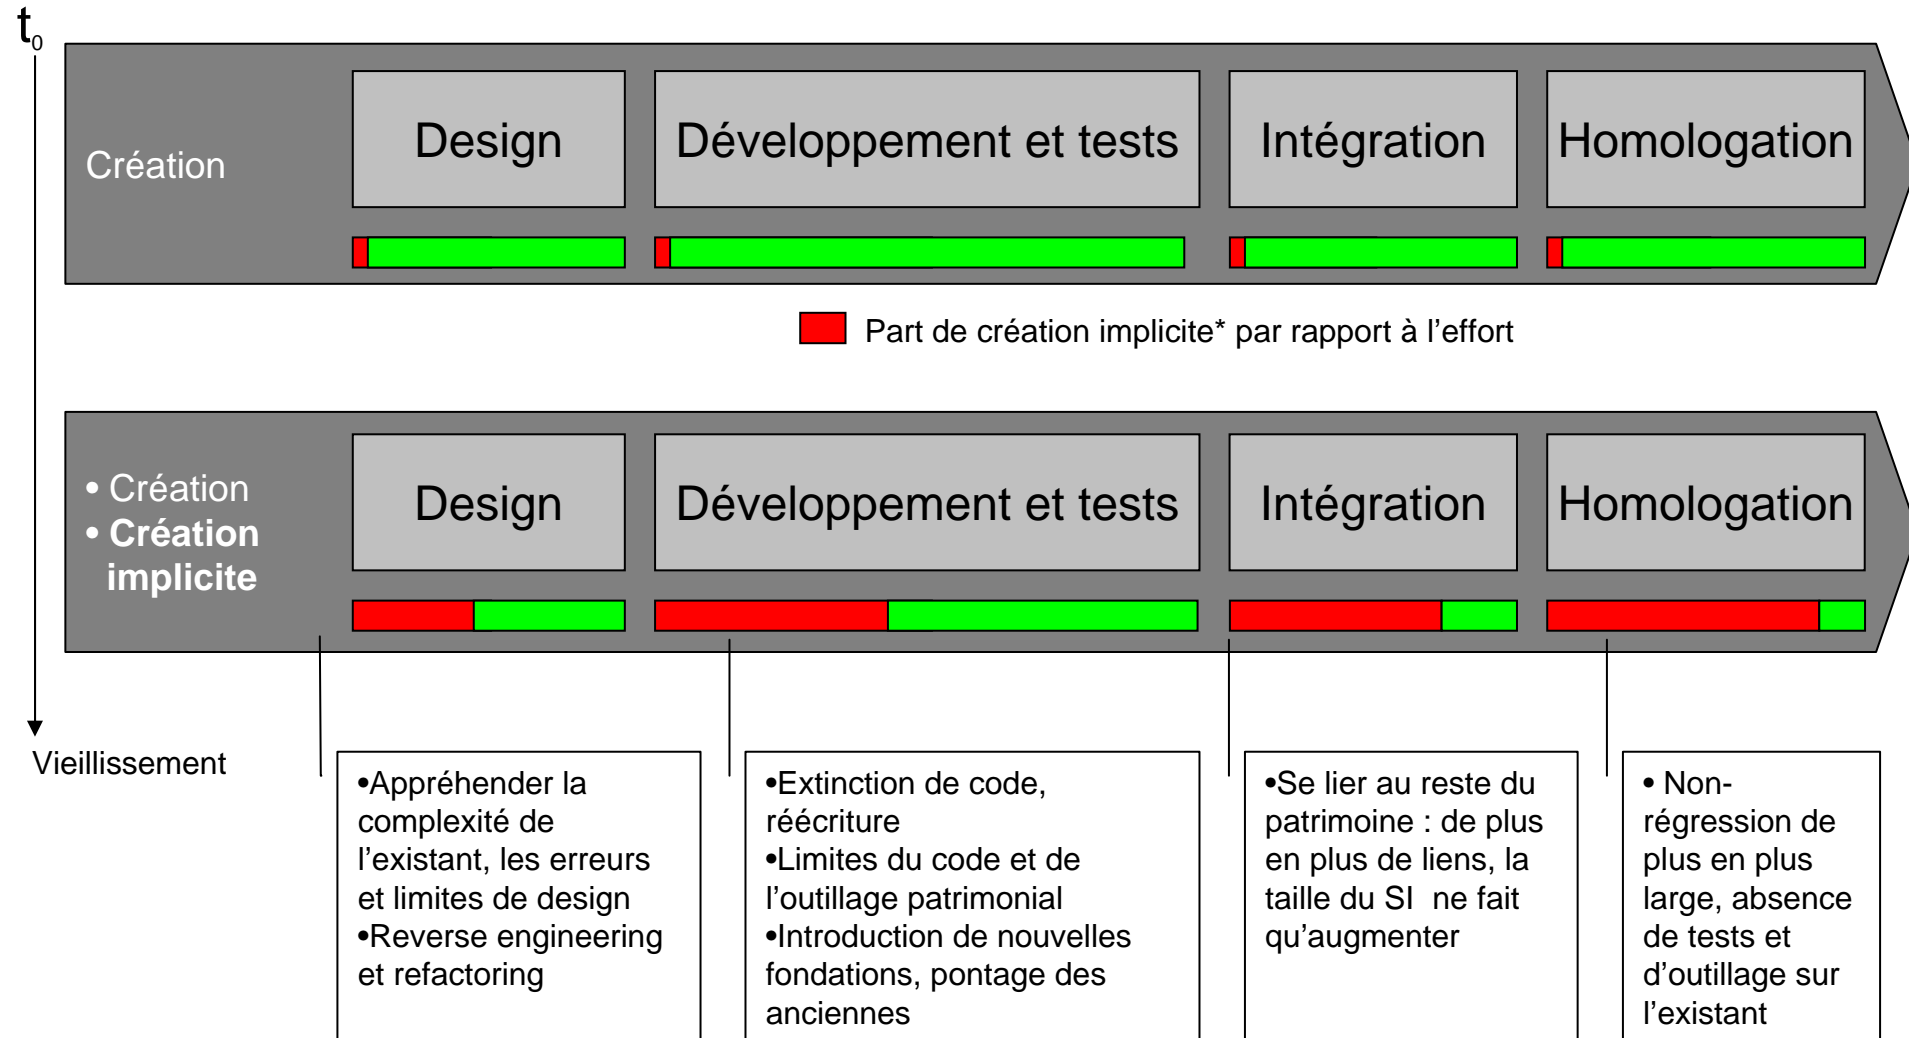 t0
Création
Design
Développement et tests
Intégration
Homologation
Part de création implicite* par rapport à l’effort
• Création
• Création
implicite
Design
Développement et tests
Intégration
Homologation
Vieillissement
•Appréhender la
complexité de
l’existant, les erreurs
et limites de design
•Reverse engineering
et refactoring
•Extinction de code,
réécriture
•Limites du code et de
l’outillage patrimonial
•Introduction de nouvelles
fondations, pontage des
anciennes
•Se lier au reste du
patrimoine : de plus
en plus de liens, la
taille du SI ne fait
qu’augmenter
• Non-
régression de
plus en plus
large, absence
de tests et
d’outillage sur
l’existant